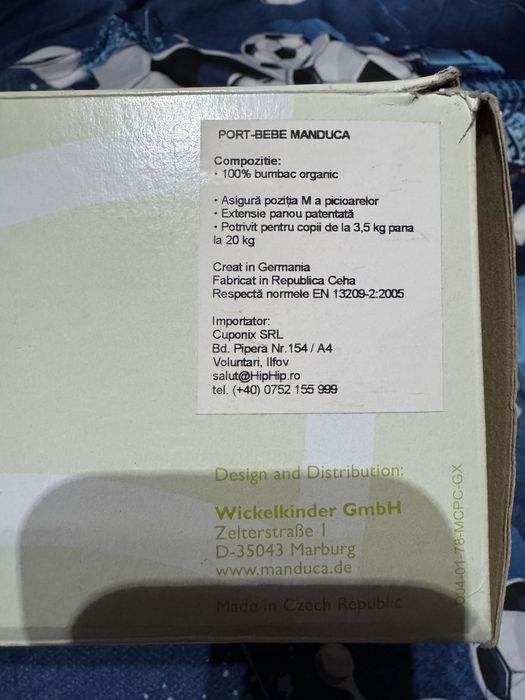 PORT-BEBE MANDUCA
Compozitie:
• 100% bumbac organic
• Asigură poziția M a picioarelor
• Extensie panou patentată
• Potrivit pentru copii de la 3,5 kg pana
la 20 kg
Creat in Germania
Fabricat in Republica Ceha
Respectă normele EN 13209-2:2005
Importator:
Cuponix SRL
Bd. Pipera Nr.154 / A4
Voluntari, Ilfov
salut@HipHip.ro
tel. (+40) 0752 155 999
Design and Distribution:
Wickelkinder GmbH
Zelterstraße 1
D-35043 Marburg
www.manduca.de
Made in Czech Republic
004-01-78-MCPC-GX